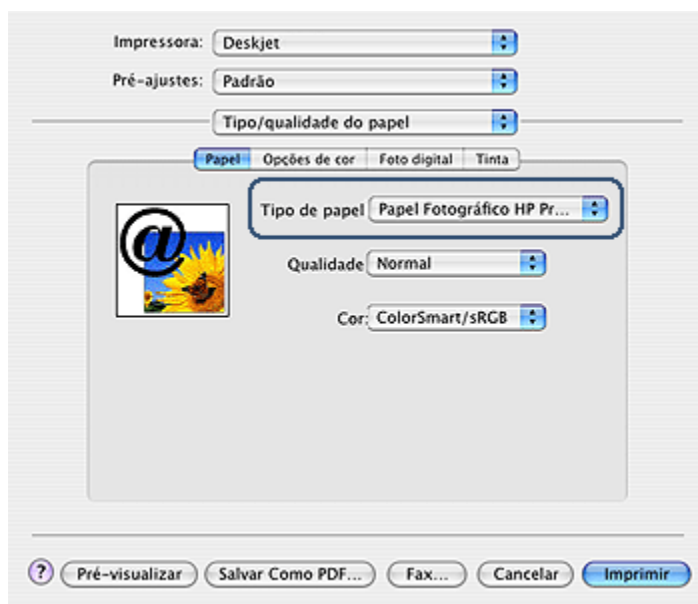 Impressora: Deskjet
Pré-ajustes: Padrão
Tipo/qualidade do papel
Papel Opções de cor Foto digital Tinta
@
Tipo de papel Papel Fotográfico HP Pr...
Qualidade Normal
Cor: ColorSmart/sRGB
? Pré-visualizar Salvar Como PDF... Fax... Cancelar Imprimir